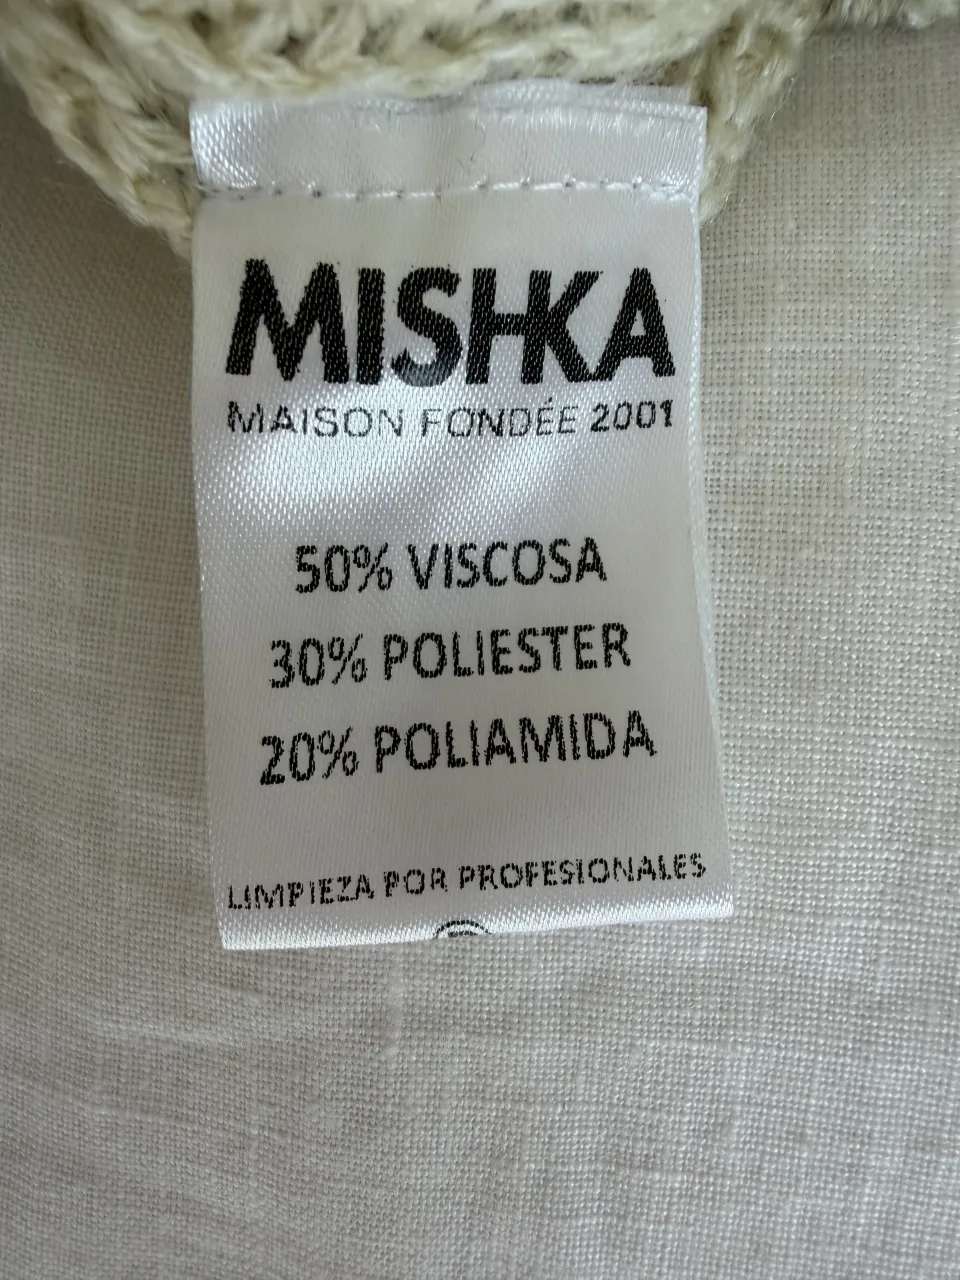 MISHKA
MAISON FONDÉE 2001
50% VISCOSA
30% POLIESTER
20% POLIAMIDA
LIMPIEZA POR PROFESIONALES